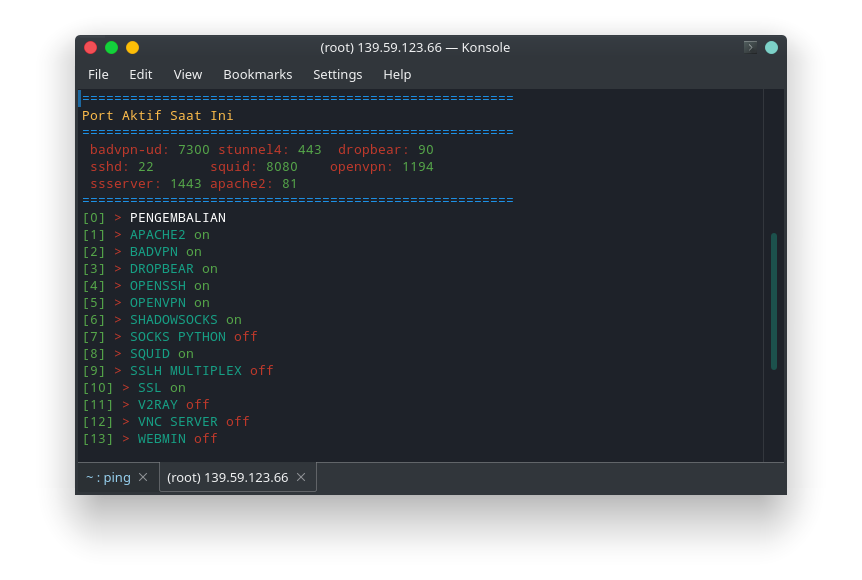 (root) 139.59.123.66 — Konsole
File Edit View Bookmarks Settings Help
======================================================
Port Aktif Saat Ini
======================================================
badvpn-ud: 7300 stunnel4: 443 dropbear: 90
sshd: 22 squid: 8080 openvpn: 1194
ssserver: 1443 apache2: 81
======================================================
[0] > PENGEMBALIAN
[1] > APACHE2 on
[2] > BADVPN on
[3] > DROPBEAR on
[4] > OPENSSH on
[5] > OPENVPN on
[6] > SHADOWSOCKS on
[7] > SOCKS PYTHON off
[8] > SQUID on
[9] > SSLH MULTIPLEX off
[10] > SSL on
[11] > V2RAY off
[12] > VNC SERVER off
[13] > WEBMIN off
~ : ping (root) 139.59.123.66